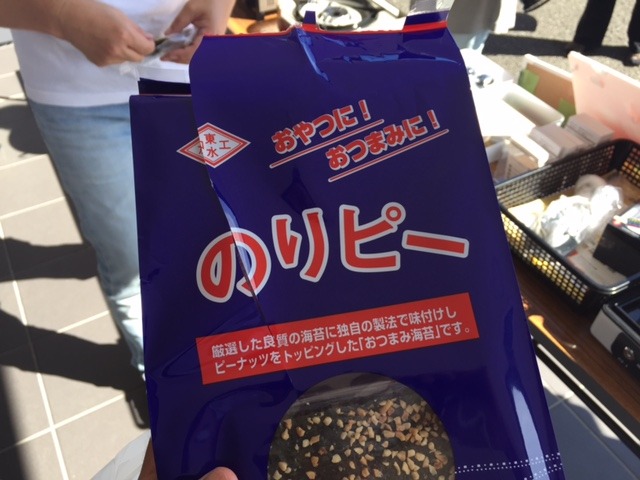 おやつに!
おつまみに!
東
水 工
のりピー
厳選した良質の海苔に独自の製法で味付けし
ピーナッツをトッピングした「おつまみ海苔」です。